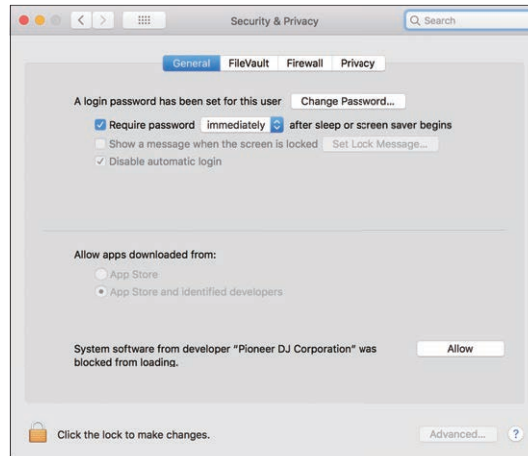 Security & Privacy
Search
General FileVault Firewall Privacy
A login password has been set for this user Change Password...
Require password immediately after sleep or screen saver begins
Show a message when the screen is locked Set Lock Message...
Disable automatic login
Allow apps downloaded from:
App Store
App Store and identified developers
System software from developer “Pioneer DJ Corporation” was Allow
blocked from loading.
Click the lock to make changes. Advanced... ?